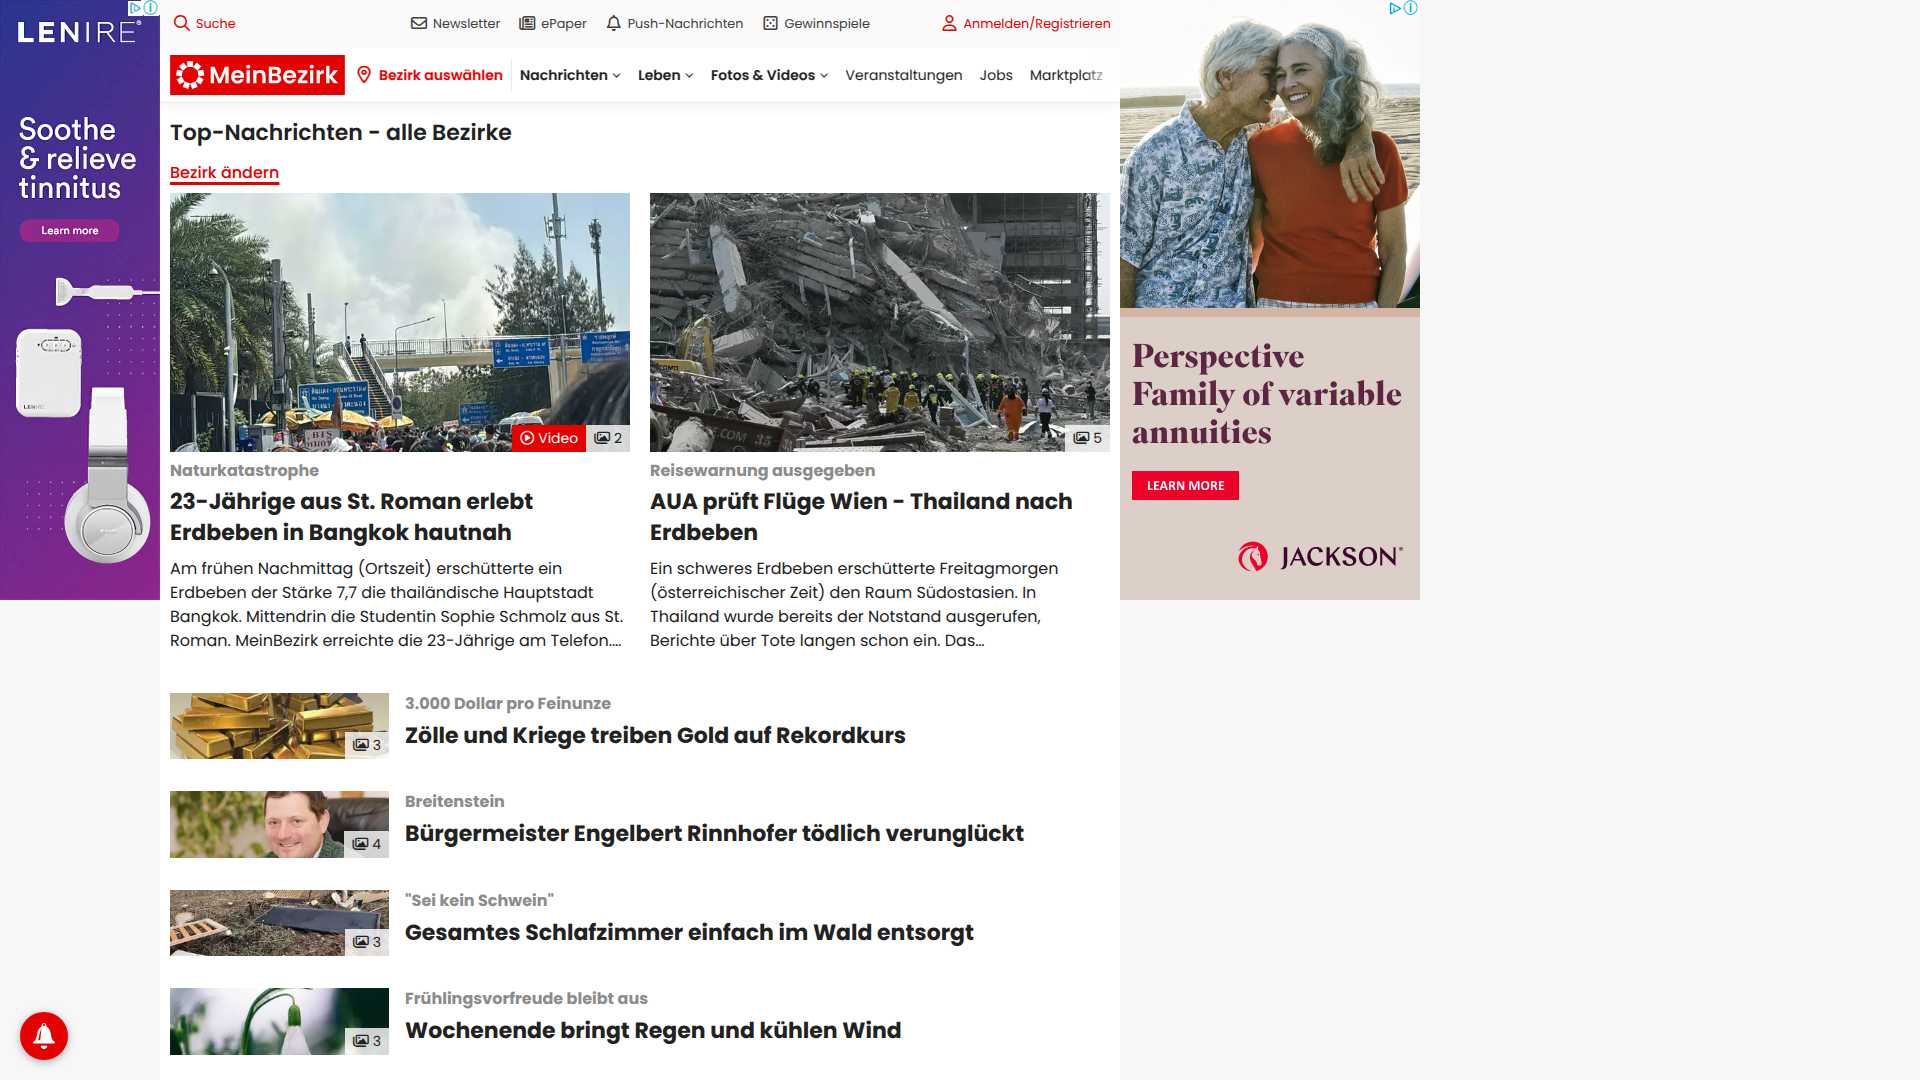 LENIRE®
Soothe
& relieve
tinnitus
Learn more
LENIRE
Suche
Newsletter
ePaper
Push-Nachrichten
Gewinnspiele
Anmelden/Registrieren
MeinBezirk
Bezirk auswählen
Nachrichten
Leben
Fotos & Videos
Veranstaltungen
Jobs
Marktplatz
Top-Nachrichten - alle Bezirke
Bezirk ändern
Video
2
Naturkatastrophe
23-Jährige aus St. Roman erlebt
Erdbeben in Bangkok hautnah
Am frühen Nachmittag (Ortszeit) erschütterte ein
Erdbeben der Stärke 7,7 die thailändische Hauptstadt
Bangkok. Mittendrin die Studentin Sophie Schmolz aus St.
Roman. MeinBezirk erreichte die 23-Jährige am Telefon....
5
Reisewarnung ausgegeben
AUA prüft Flüge Wien - Thailand nach
Erdbeben
Ein schweres Erdbeben erschütterte Freitagmorgen
(österreichischer Zeit) den Raum Südostasien. In
Thailand wurde bereits der Notstand ausgerufen,
Berichte über Tote langen schon ein. Das...
3
3.000 Dollar pro Feinunze
Zölle und Kriege treiben Gold auf Rekordkurs
4
Breitenstein
Bürgermeister Engelbert Rinnhofer tödlich verunglückt
3
"Sei kein Schwein"
Gesamtes Schlafzimmer einfach im Wald entsorgt
3
Frühlingsvorfreude bleibt aus
Wochenende bringt Regen und kühlen Wind
Perspective
Family of variable
annuities
LEARN MORE
JACKSON®